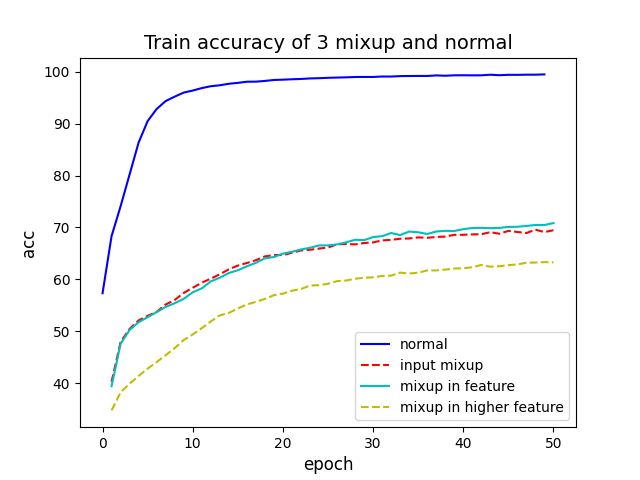 Train accuracy of 3 mixup and normal
acc
100
90
80
70
60
50
40
0 10 20 30 40 50
epoch
normal
input mixup
mixup in feature
mixup in higher feature